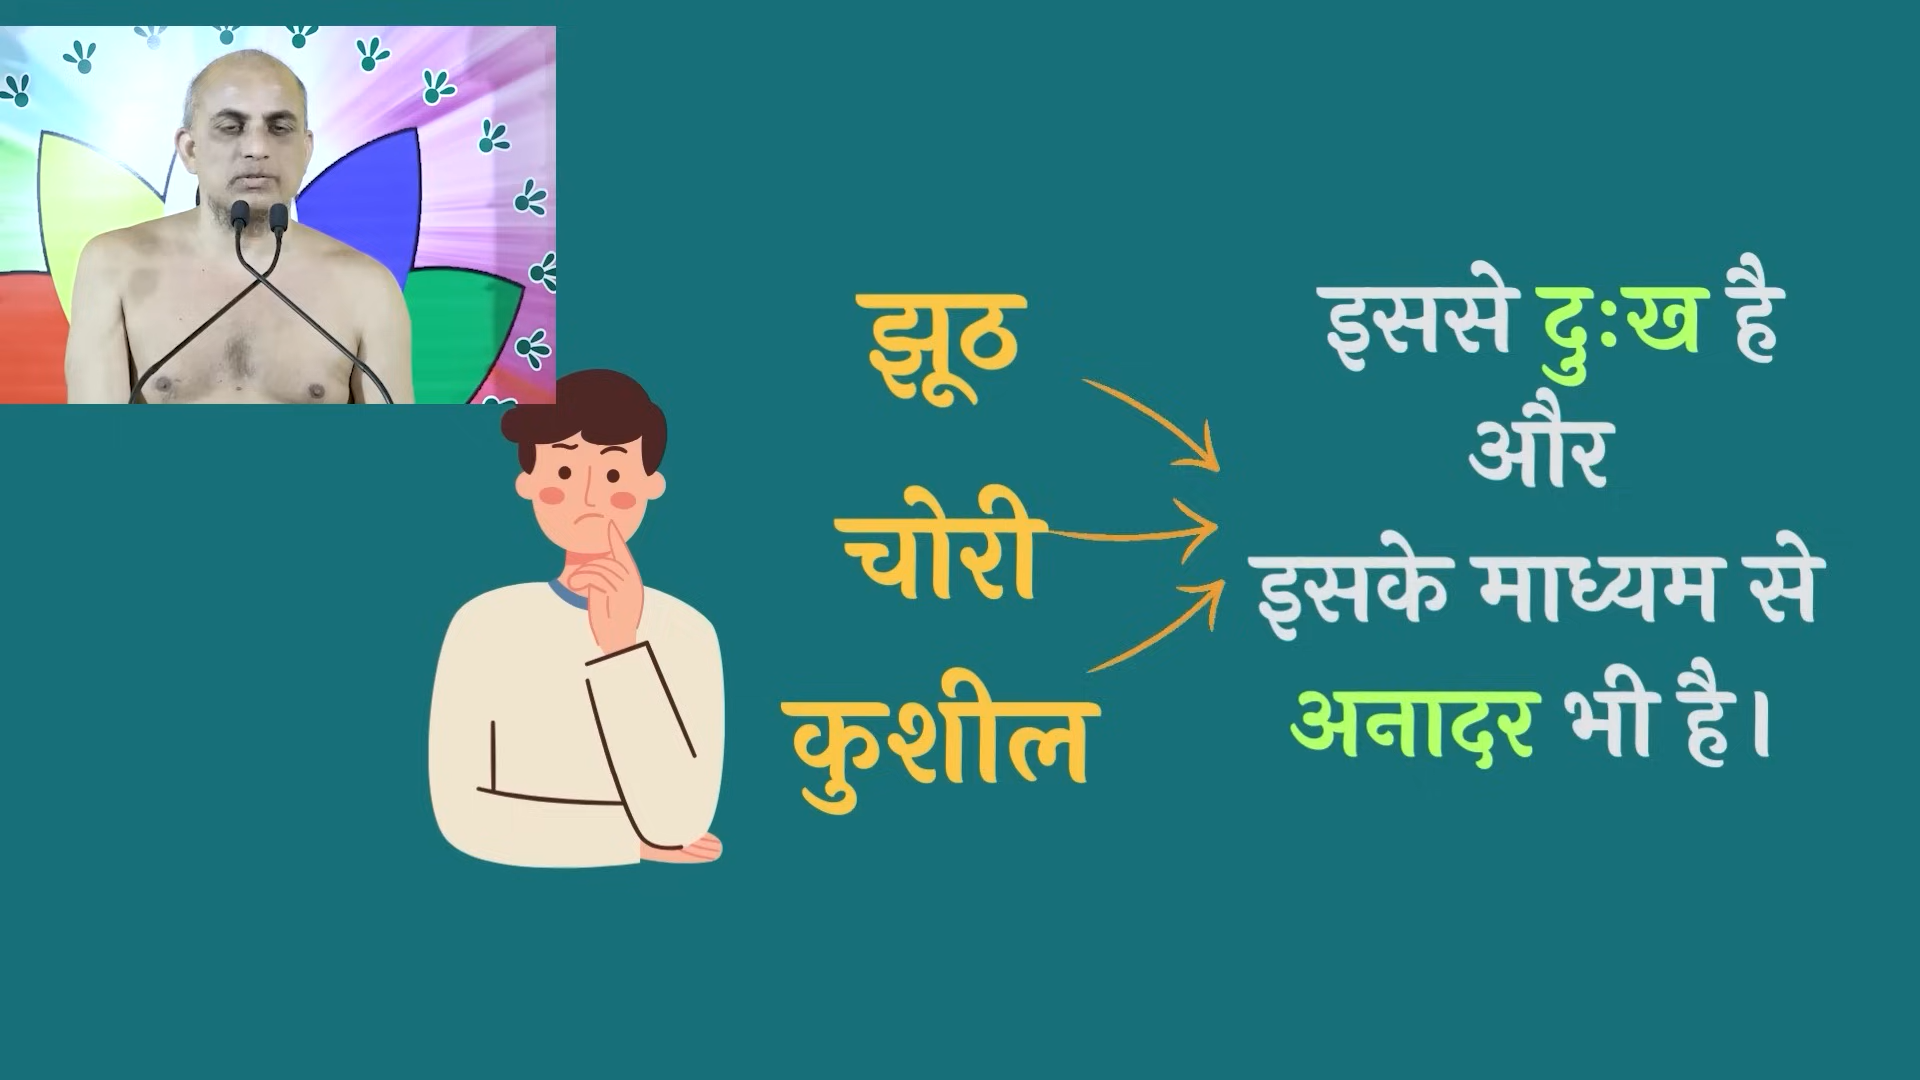 झूठ
चोरी
कुशील
इससे दुःख है
और
इसके माध्यम से
अनादर भी है।